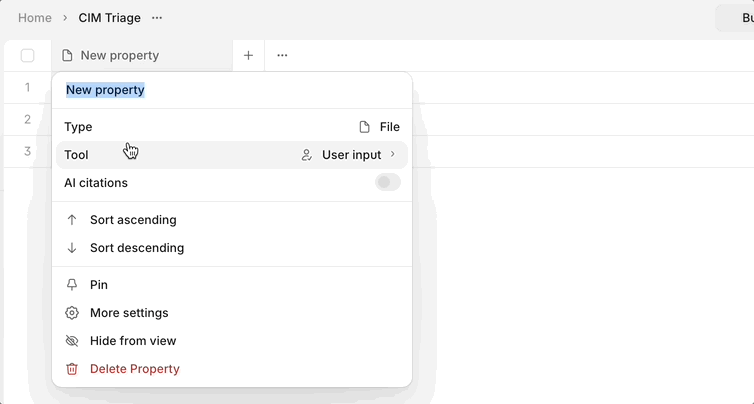 Home › CIM Triage ···
Bu
New property + ···
1
New property
2
Type File
3
Tool User input ›
AI citations
Sort ascending
Sort descending
Pin
More settings
Hide from view
Delete Property